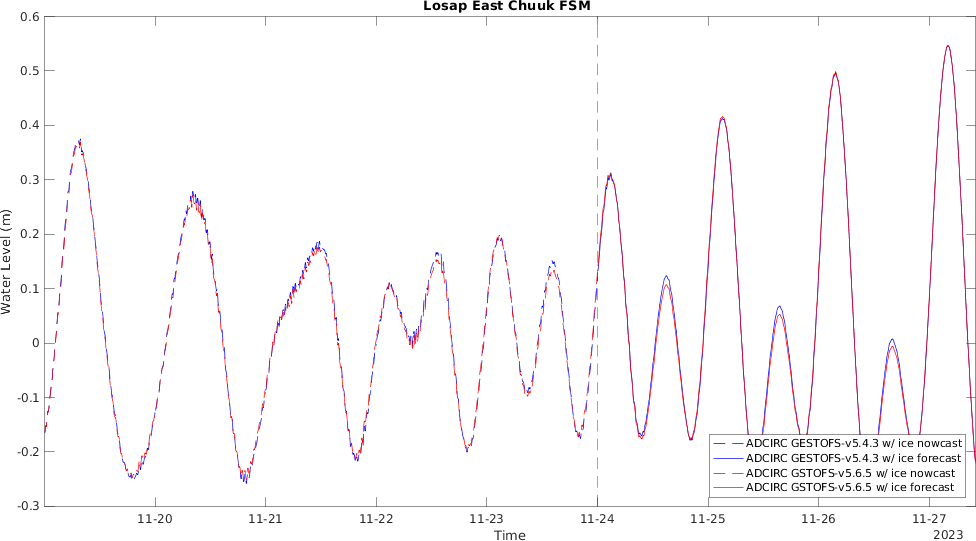 Losap East Chuuk FSM
0.6
0.5
0.4
0.3
0.2
0.1
0
-0.1
-0.2
-0.3
Water Level (m)
ADCIRC GESTOFS-v5.4.3 w/ ice nowcast
ADCIRC GESTOFS-v5.4.3 w/ ice forecast
ADCIRC GSTOFS-v5.6.5 w/ ice nowcast
ADCIRC GSTOFS-v5.6.5 w/ ice forecast
11-20 11-21 11-22 11-23 11-24 11-25 11-26 11-27
Time
2023